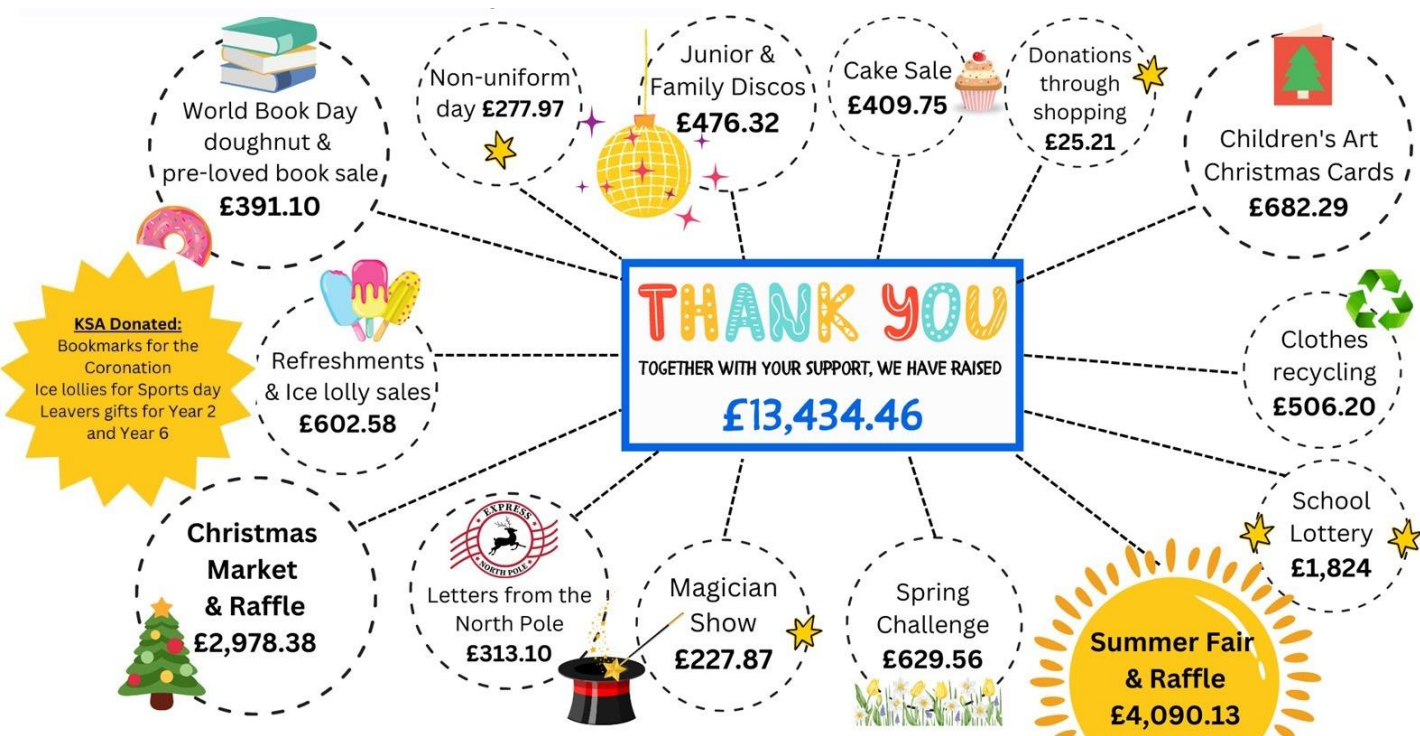 World Book Day
doughnut &
pre-loved book sale
£391.10
Non-uniform
day £277.97
Junior &
Family Discos
£476.32
Cake Sale
£409.75
Donations
through
shopping
£25.21
Children's Art
Christmas Cards
£682.29
KSA Donated:
Bookmarks for the
Coronation
Ice lollies for Sports day
Leavers gifts for Year 2
and Year 6
Refreshments
& Ice lolly sales
£602.58
THANK YOU
TOGETHER WITH YOUR SUPPORT, WE HAVE RAISED
£13,434.46
Clothes
recycling
£506.20
School
Lottery
£1,824
Christmas
Market
& Raffle
£2,978.38
EXPRESS
NORTH POLE
Letters from the
North Pole
£313.10
Magician
Show
£227.87
Spring
Challenge
£629.56
Summer Fair
& Raffle
£4,090.13